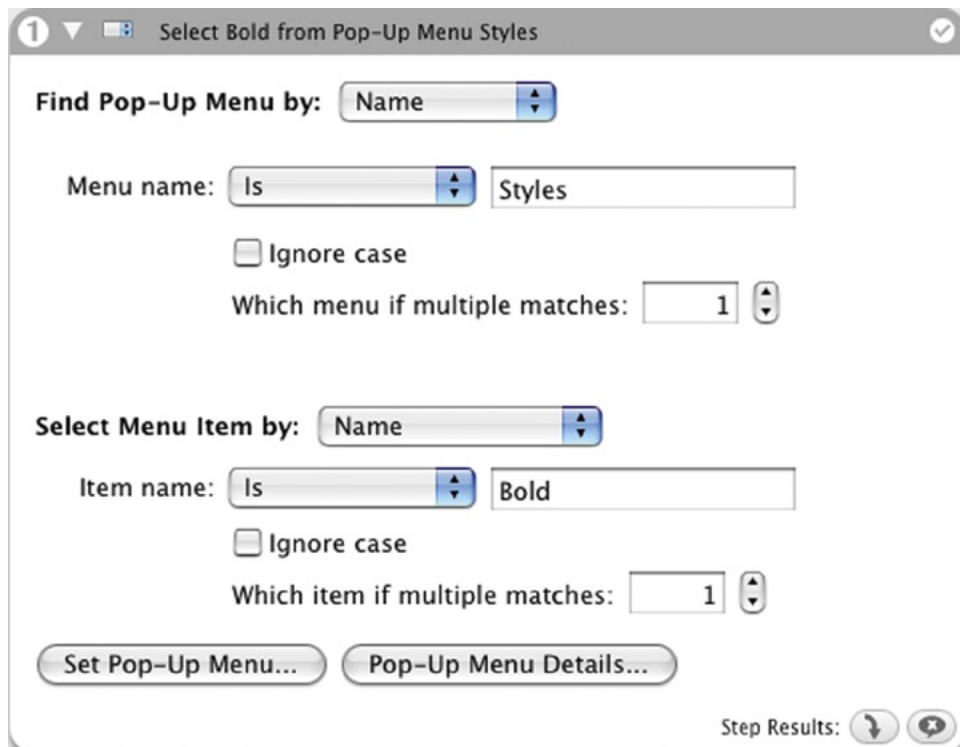 1 Select Bold from Pop-Up Menu Styles
Find Pop-Up Menu by: Name
Menu name: Is Styles
Ignore case
Which menu if multiple matches: 1
Select Menu Item by: Name
Item name: Is Bold
Ignore case
Which item if multiple matches: 1
Set Pop-Up Menu... Pop-Up Menu Details...
Step Results: